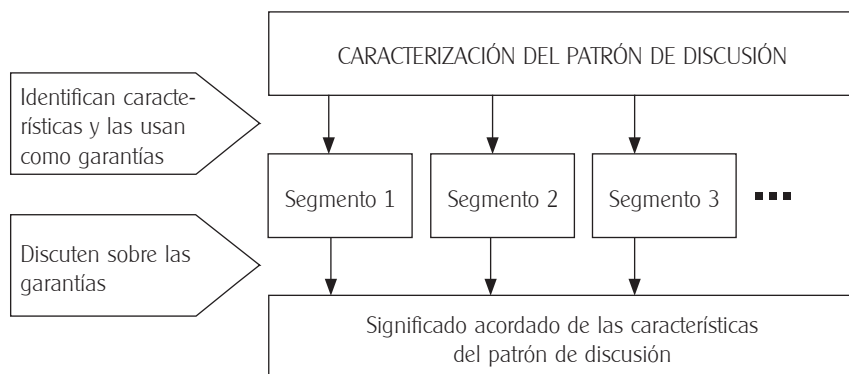 CARACTERIZACIÓN DEL PATRÓN DE DISCUSIÓN
Identifican caracte-
rísticas y las usan
como garantías
Segmento 1
Segmento 2
Segmento 3
Discuten sobre las
garantías
Significado acordado de las características
del patrón de discusión